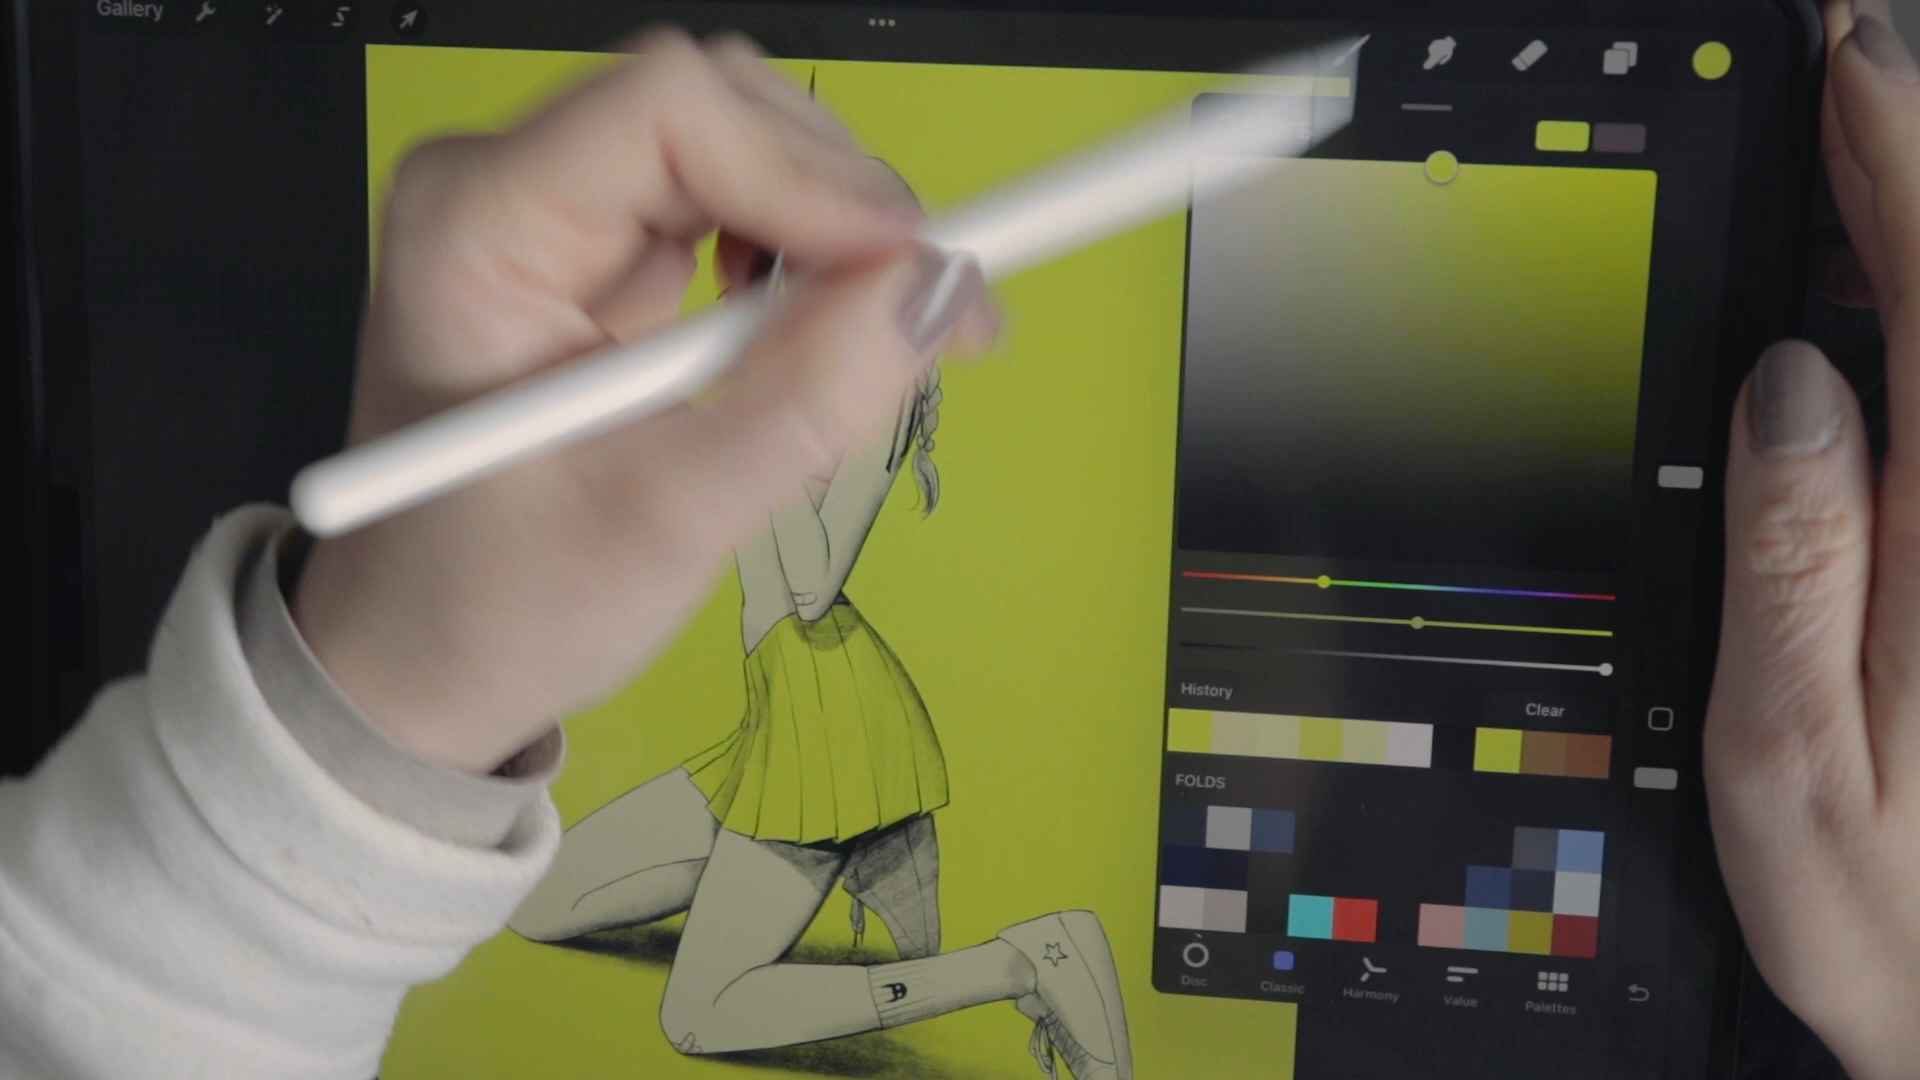 Gallery
History
Clear
FOLDS
Disc
Classic
Harmony
Value
Palettes